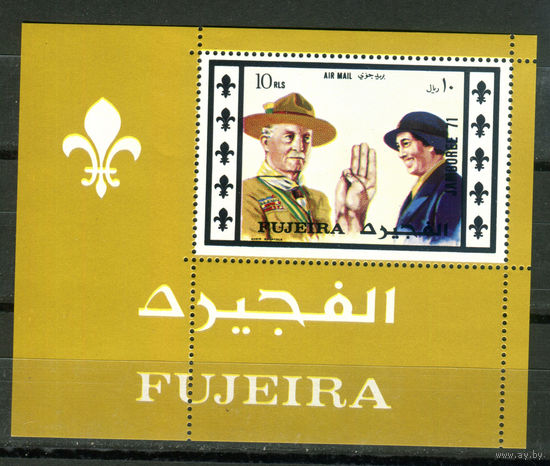 10 RLS
AIR MAIL بريد جوي
١٠ ريال
JAMBOREE 71
FUJEIRA الفجيرة
الفجيرة
FUJEIRA
www.ay.by